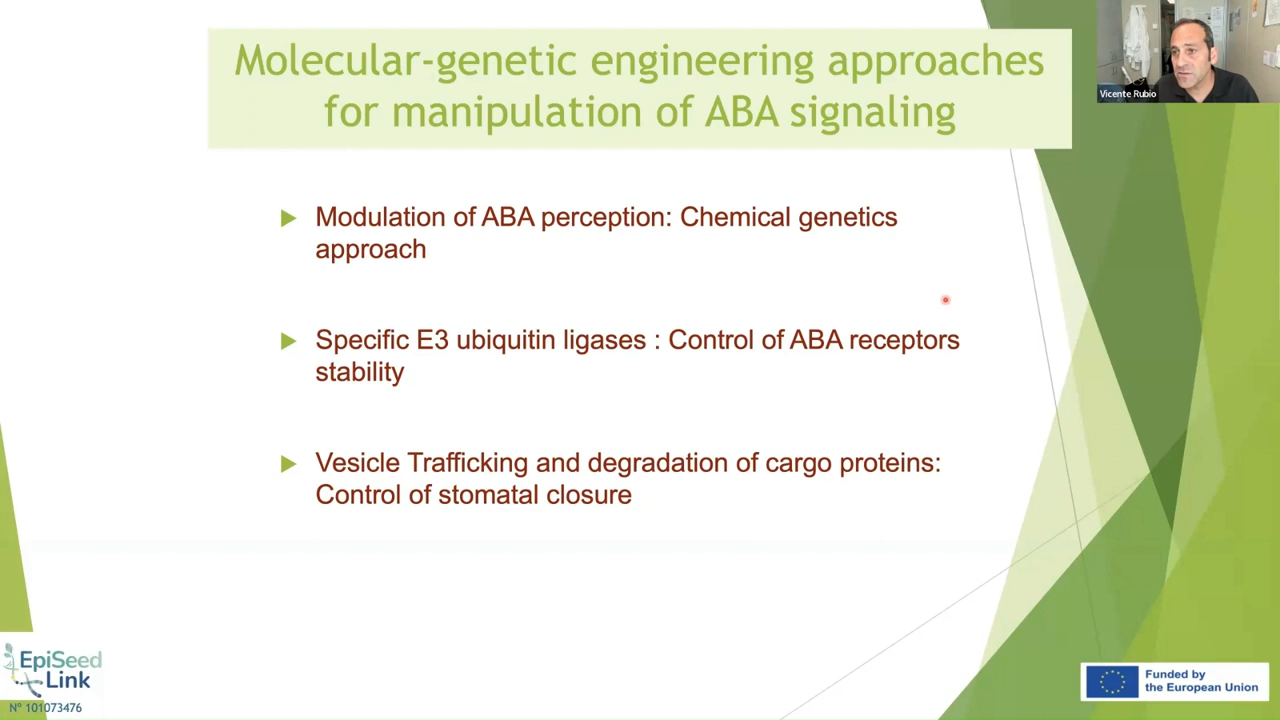 Molecular-genetic engineering approaches
for manipulation of ABA signaling
Vicente Rubio
Modulation of ABA perception: Chemical genetics
approach
Specific E3 ubiquitin ligases : Control of ABA receptors
stability
Vesicle Trafficking and degradation of cargo proteins:
Control of stomatal closure
EpiSeed
Link
Nº 101073476
Funded by
the European Union